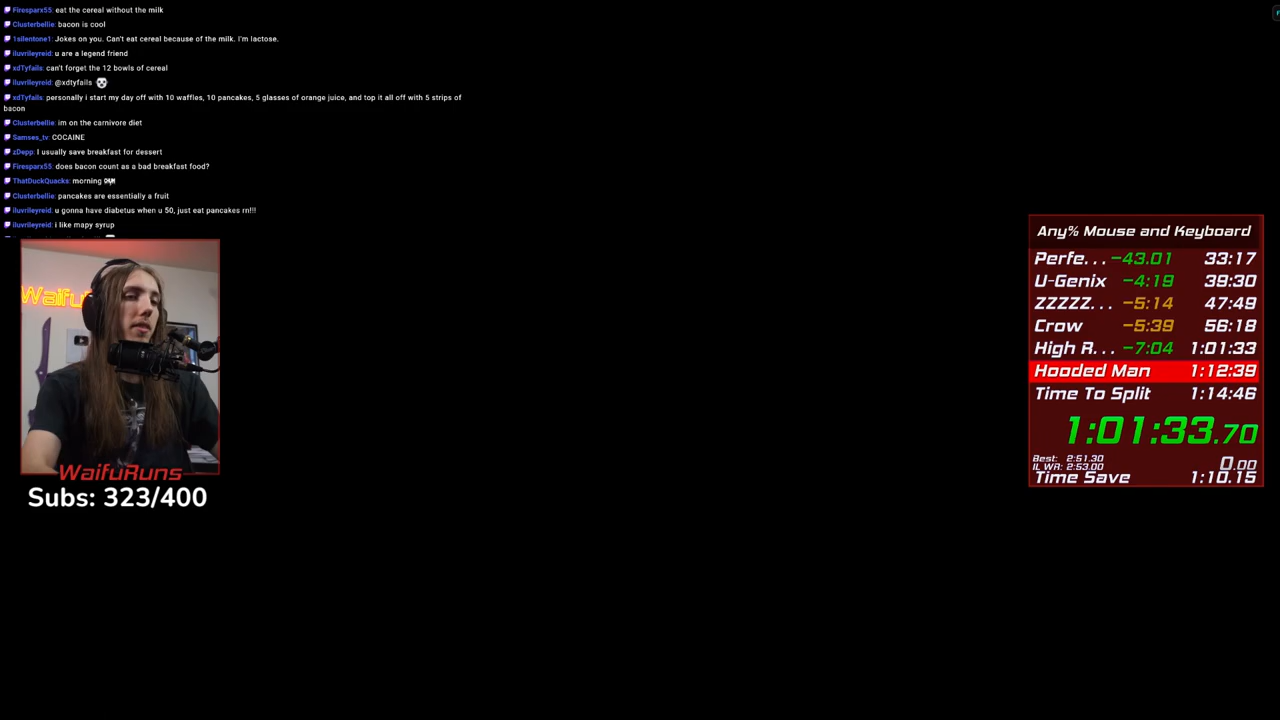 Firesparx55: eat the cereal without the milk
Clusterbellie: bacon is cool
1silentone1: Jokes on you. Can't eat cereal because of the milk. I'm lactose.
iluvrileyreid: u are a legend friend
xdTyfails: can't forget the 12 bowls of cereal
iluvrileyreid: @xdtyfails
xdTyfails: personally i start my day off with 10 waffles, 10 pancakes, 5 glasses of orange juice, and top it all off with 5 strips of
bacon
Clusterbellie: im on the carnivore diet
Samses_tv: COCAINE
zDepp: I usually save breakfast for dessert
Firesparx55: does bacon count as a bad breakfast food?
ThatDuckQuacks: morning
Clusterbellie: pancakes are essentially a fruit
iluvrileyreid: u gonna have diabetus when u 50, just eat pancakes rn!!!
iluvrileyreid: i like mapy syrup
WaifuRuns
Subs: 323/400
Any% Mouse and Keyboard
Perfe... -43.01 33:17
U-Genix -4:19 39:30
ZZZZZ... -5:14 47:49
Crow -5:39 56:18
High R... -7:04 1:01:33
Hooded Man 1:12:39
Time To Split 1:14:46
1:01:33.70
Best: 2:51.30
IL WR: 2:53.00 0.00
Time Save 1:10.15